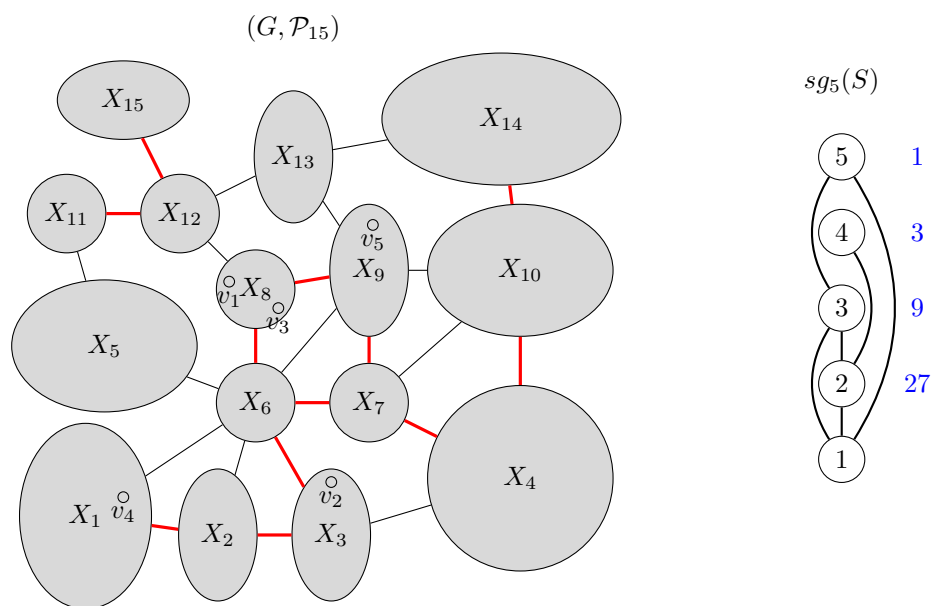 (G, P₁₅)
sg₅(S)
X₁₅
X₁₄
X₁₃
5 1
X₁₁
X₁₂
v₅
4 3
X₉
X₁₀
X₈
v₁
v₃
3 9
X₅
2 27
X₆
X₇
1
X₄
v₂
X₁
v₄
X₂
X₃